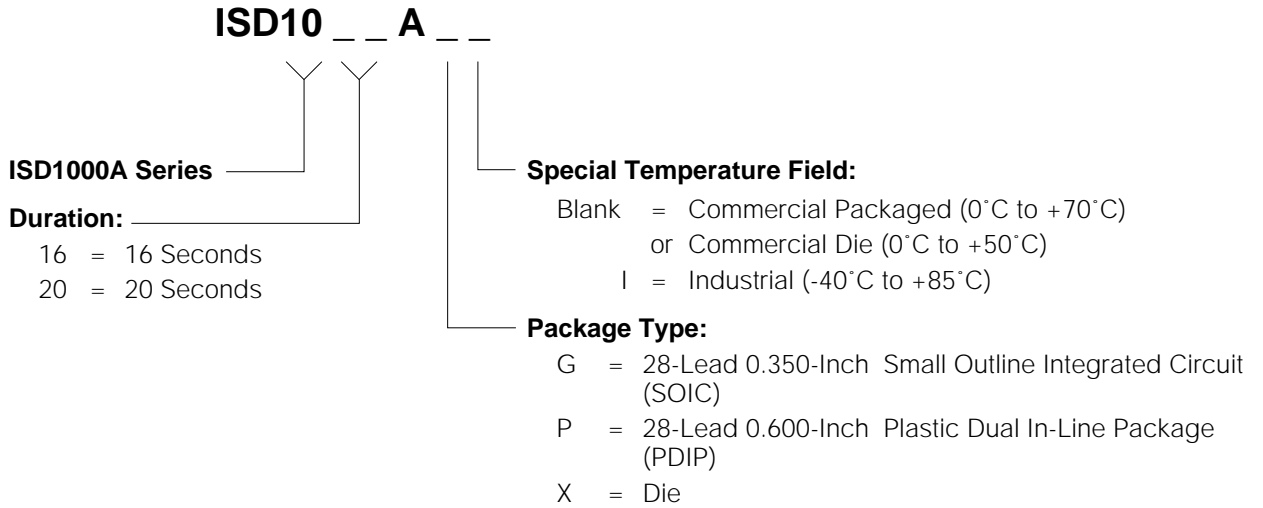 ISD10 _ _ A _ _
ISD1000A Series
Duration:
16 = 16 Seconds
20 = 20 Seconds
Special Temperature Field:
Blank = Commercial Packaged (0˚C to +70˚C)
or Commercial Die (0˚C to +50˚C)
I = Industrial (-40˚C to +85˚C)
Package Type:
G = 28-Lead 0.350-Inch Small Outline Integrated Circuit
(SOIC)
P = 28-Lead 0.600-Inch Plastic Dual In-Line Package
(PDIP)
X = Die